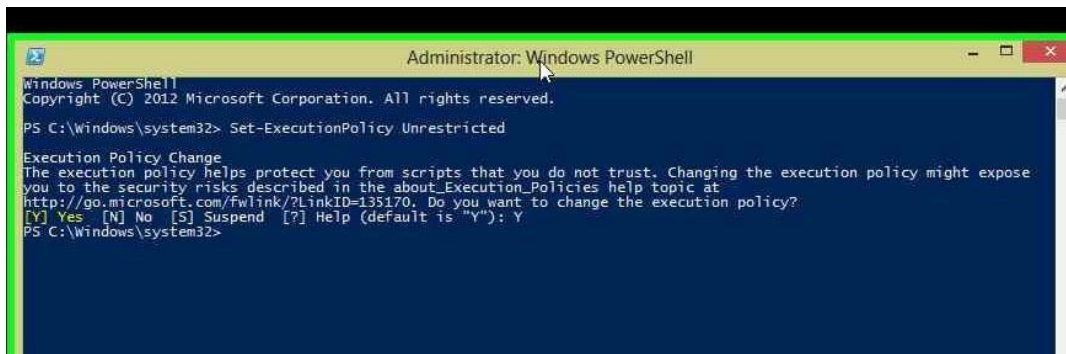 Administrator: Windows PowerShell
Windows PowerShell
Copyright (C) 2012 Microsoft Corporation. All rights reserved.
PS C:\Windows\system32> Set-ExecutionPolicy Unrestricted
Execution Policy Change
The execution policy helps protect you from scripts that you do not trust. Changing the execution policy might expose
you to the security risks described in the about_Execution_Policies help topic at
http://go.microsoft.com/fwlink/?LinkID=135170. Do you want to change the execution policy?
[Y] Yes  [N] No  [S] Suspend  [?] Help (default is "Y"): Y
PS C:\Windows\system32>